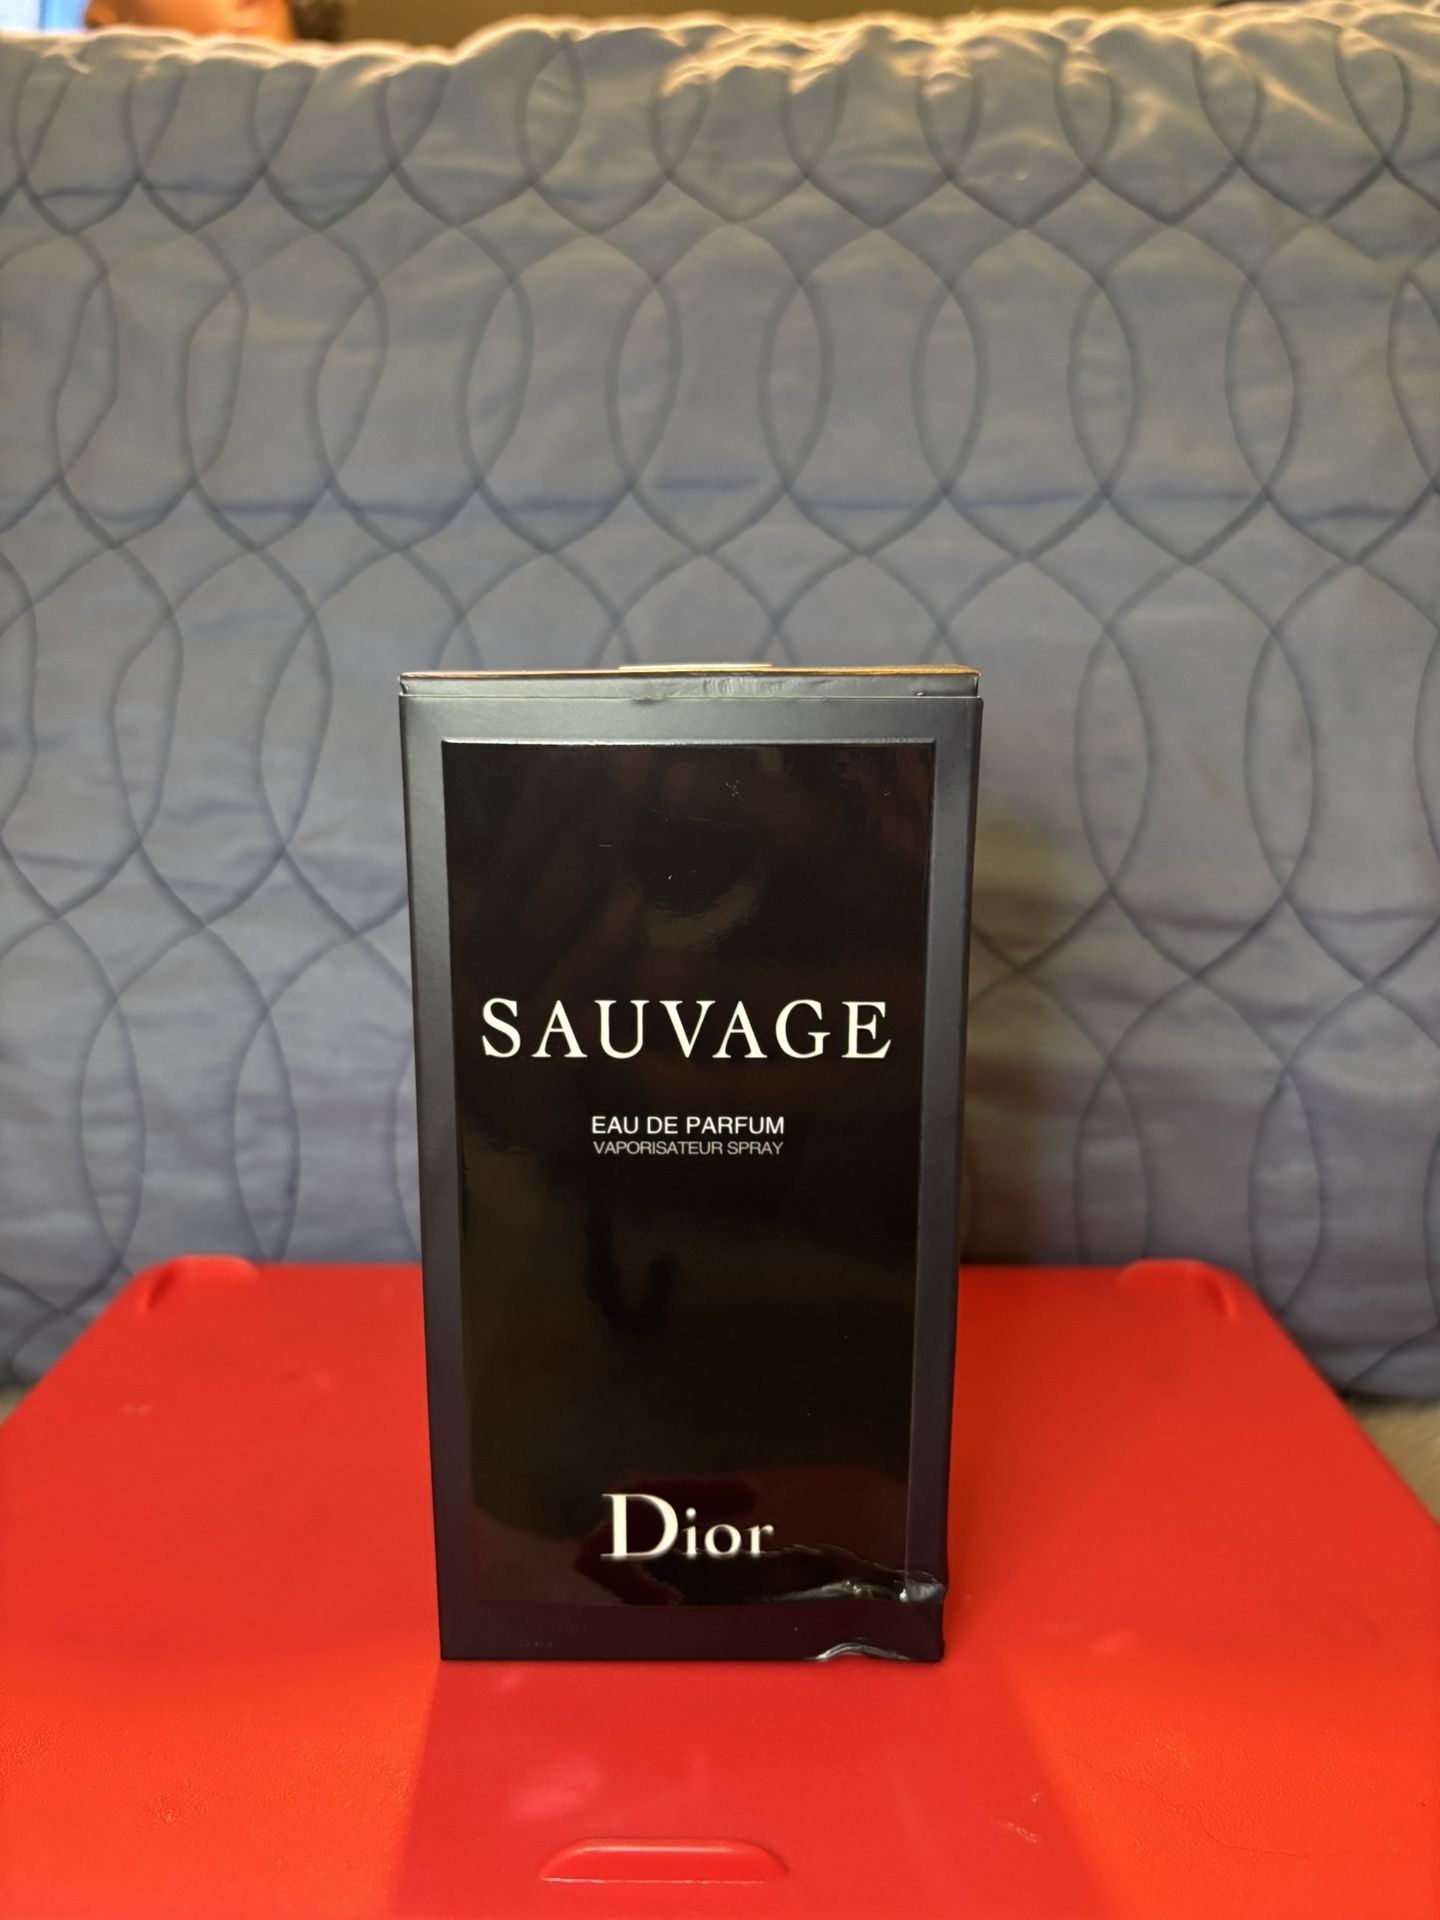 SAUVAGE
EAU DE PARFUM
VAPORISATEUR SPRAY
Dior